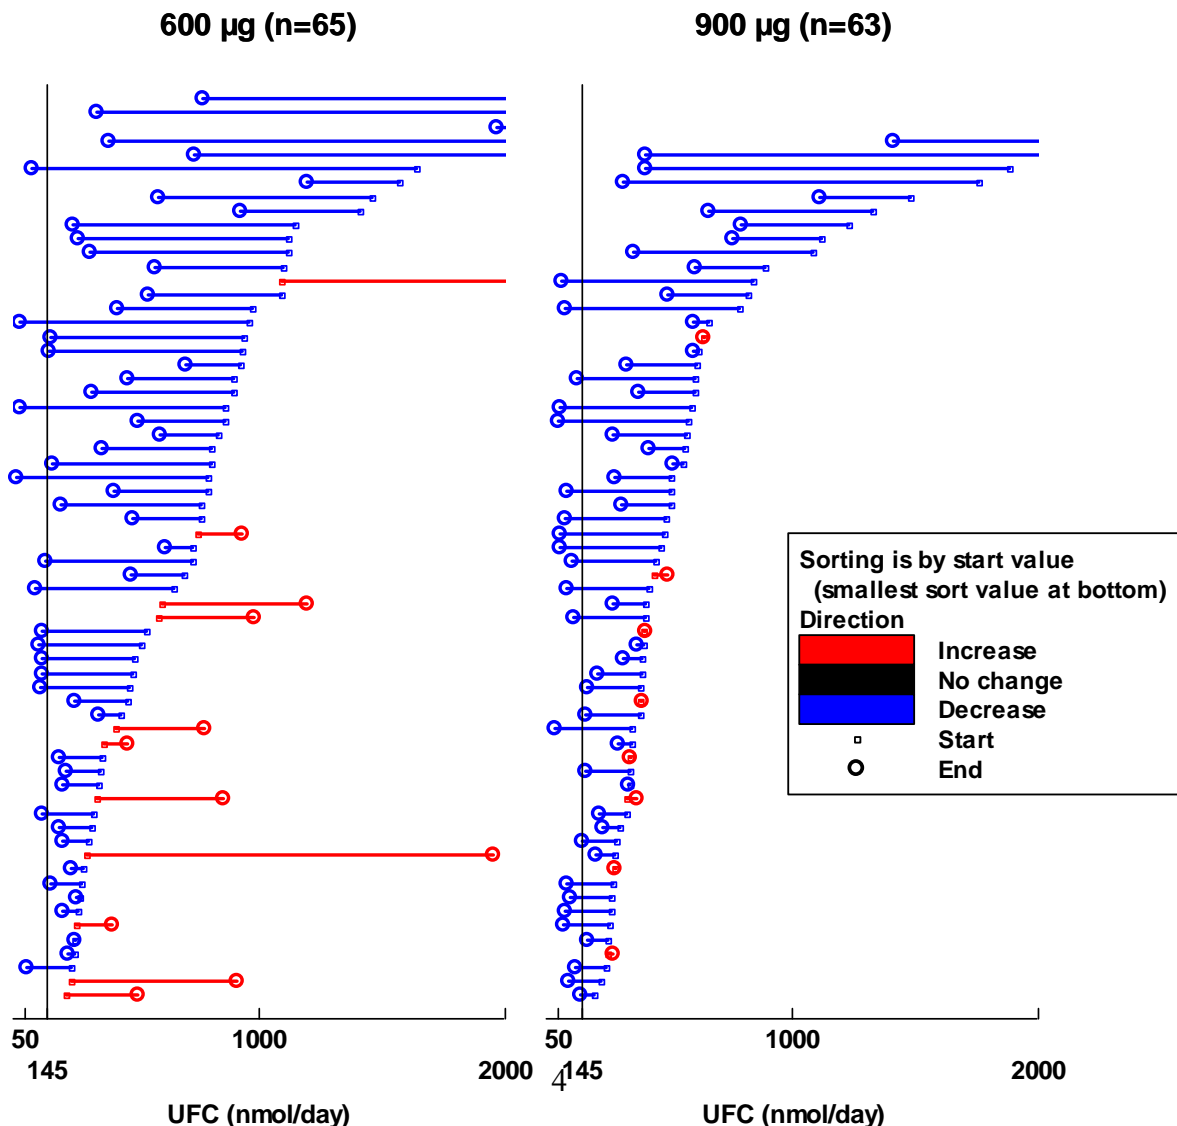 600 µg (n=65)
900 µg (n=63)
Sorting is by start value
(smallest sort value at bottom)
Direction
Increase
No change
Decrease
Start
End
50 1000
145 2000
50 1000
145 2000
4
UFC (nmol/day)
UFC (nmol/day)